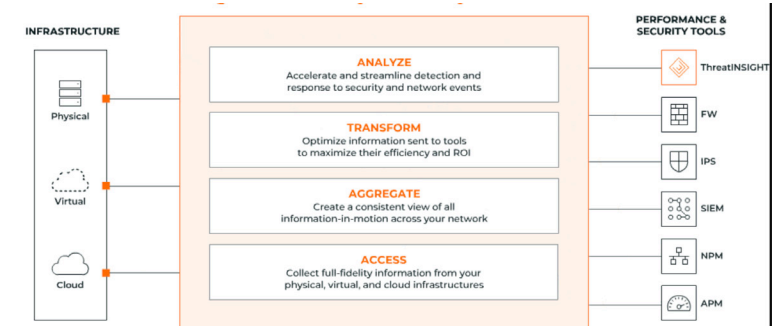 INFRASTRUCTURE
Physical
Virtual
Cloud
ANALYZE
Accelerate and streamline detection and
response to security and network events
TRANSFORM
Optimize information sent to tools
to maximize their efficiency and ROI
AGGREGATE
Create a consistent view of all
information-in-motion across your network
ACCESS
Collect full-fidelity information from your
physical, virtual, and cloud infrastructures
PERFORMANCE &
SECURITY TOOLS
ThreatINSIGHT
FW
IPS
SIEM
NPM
APM